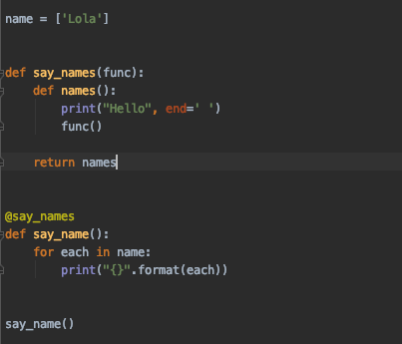 name = ['Lola']
def say_names(func):
    def names():
        print("Hello", end=' ')
        func()
    return names
@say_names
def say_name():
    for each in name:
        print("{}".format(each))
say_name()